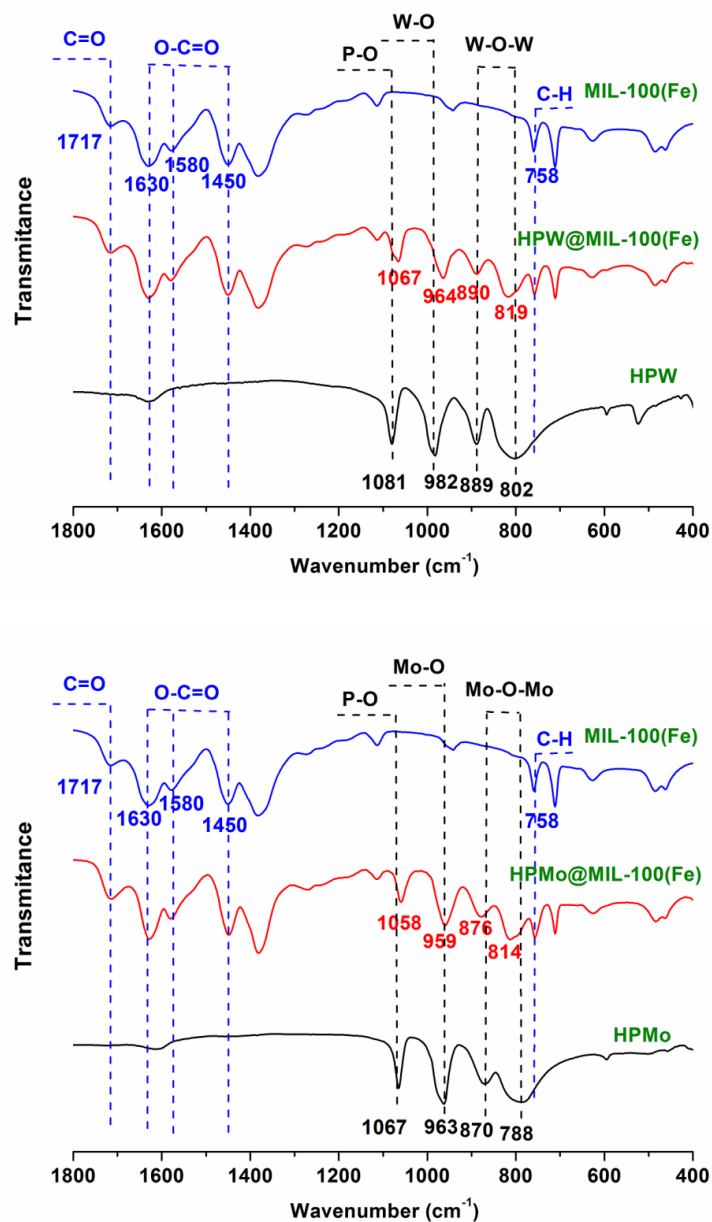 W-O
C=O
O-C=O
P-O
W-O-W
C-H
MIL-100(Fe)
1717
1630
1580
1450
758
HPW@MIL-100(Fe)
1067
964
890
819
HPW
1081
982
889
802
Transmitance
1800
1600
1400
1200
1000
800
600
400
Wavenumber (cm⁻¹)
Mo-O
C=O
O-C=O
P-O
Mo-O-Mo
C-H
MIL-100(Fe)
1717
1630
1580
1450
758
HPMo@MIL-100(Fe)
1058
959
876
814
HPMo
1067
963
870
788
Transmitance
1800
1600
1400
1200
1000
800
600
400
Wavenumber (cm⁻¹)